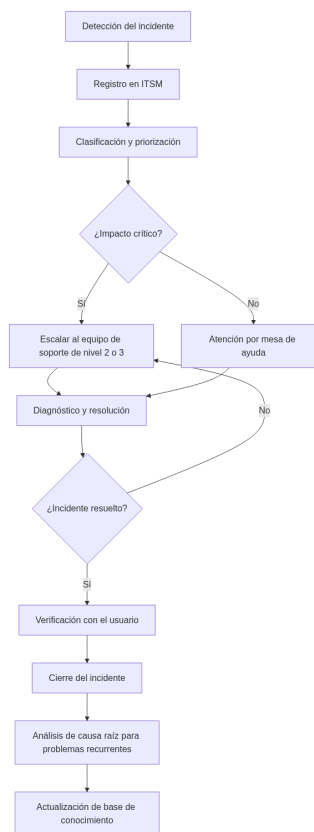 Detección del incidente
Registro en ITSM
Clasificación y priorización
¿Impacto crítico?
Sí
No
Escalar al equipo de
soporte de nivel 2 o 3
Atención por mesa de
ayuda
Diagnóstico y resolución
No
¿Incidente resuelto?
Sí
Verificación con el usuario
Cierre del incidente
Análisis de causa raíz para
problemas recurrentes
Actualización de base de
conocimiento